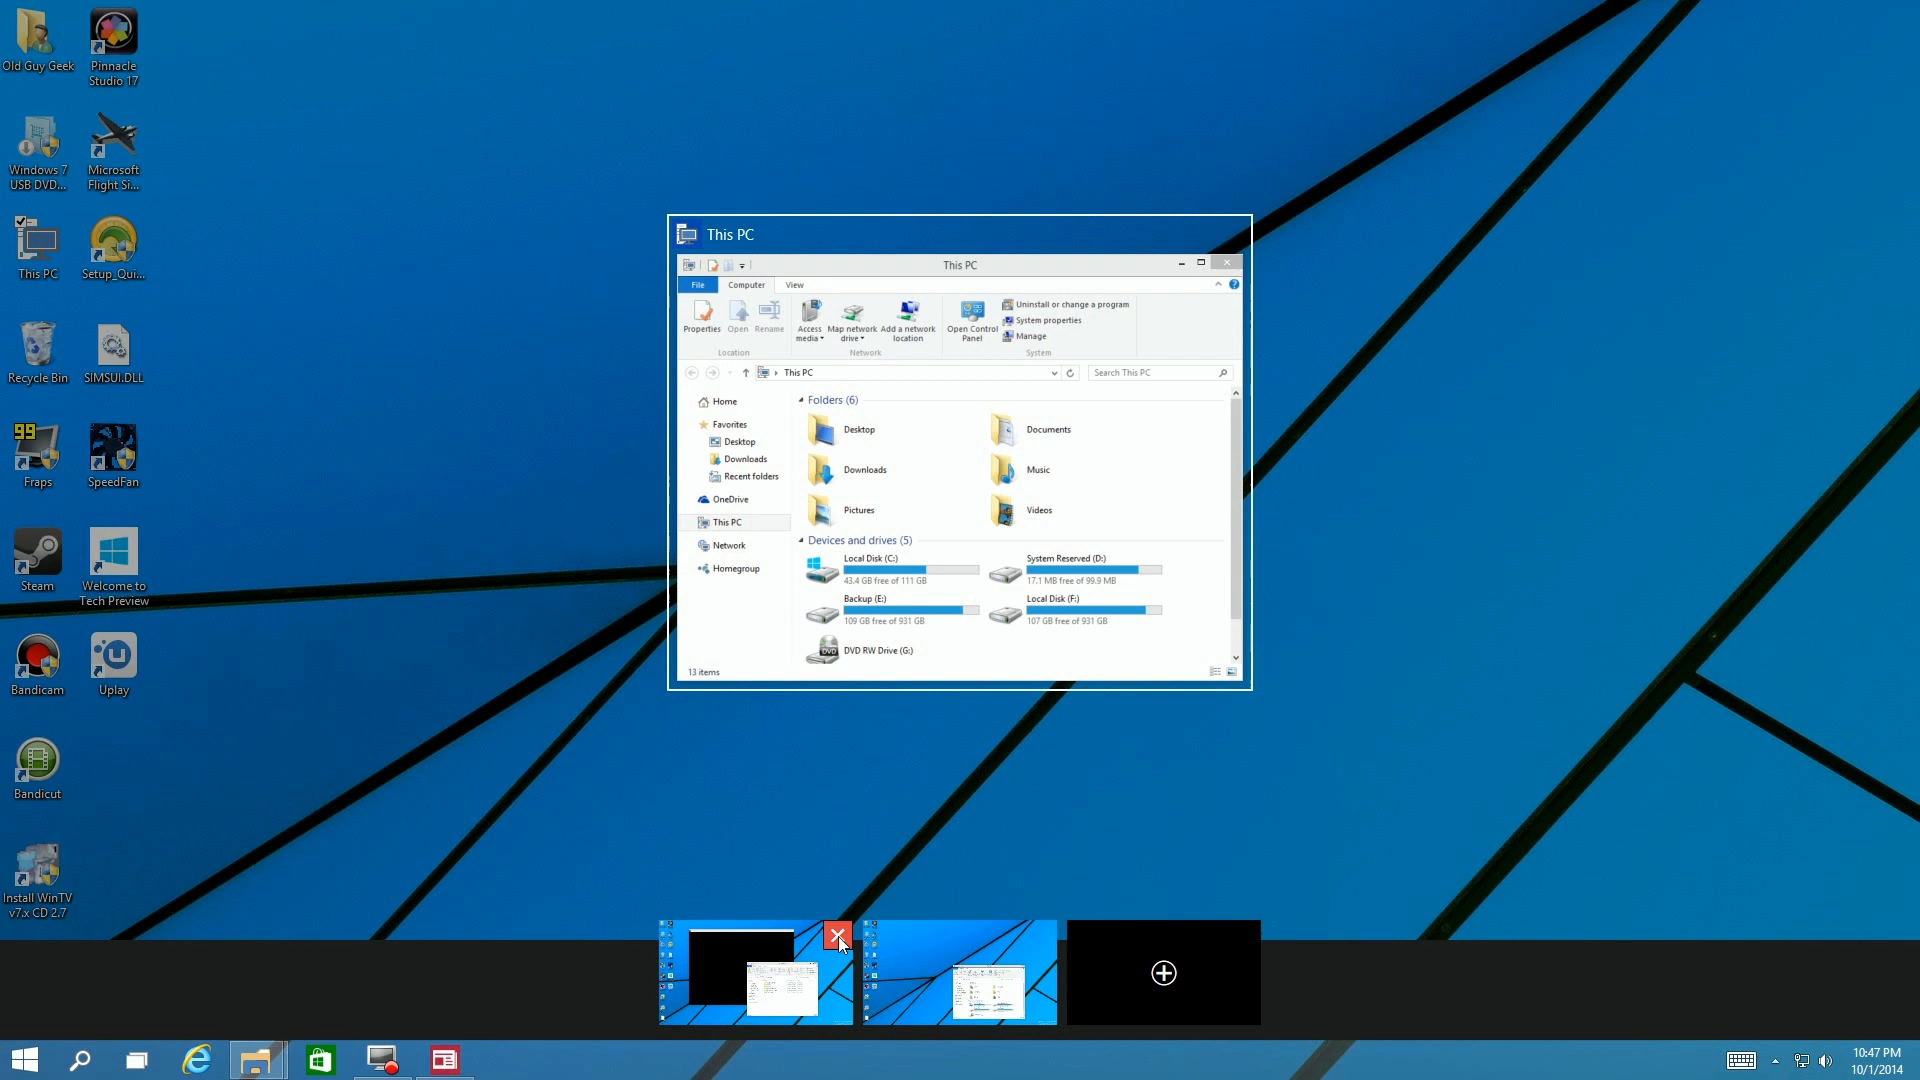 Old Guy Geek
Pinnacle
Studio 17
Windows 7
USB DVD...
Microsoft
Flight Si...
This PC
Setup_Qui...
Recycle Bin
SIMSUI.DLL
99
Fraps
SpeedFan
Steam
Welcome to
Tech Preview
Bandicam
Uplay
Bandicut
Install WinTV
v7.x CD 2.7
This PC
This PC
File
Computer
View
Properties
Open
Rename
Access
media
Map network
drive
Add a network
location
Open Control
Panel
Uninstall or change a program
System properties
Manage
Location
Network
System
This PC
Search This PC
Home
Favorites
Desktop
Downloads
Recent folders
OneDrive
This PC
Network
Homegroup
Folders (6)
Desktop
Documents
Downloads
Music
Pictures
Videos
Devices and drives (5)
Local Disk (C:)
43.4 GB free of 111 GB
System Reserved (D:)
17.1 MB free of 99.9 MB
Backup (E:)
109 GB free of 931 GB
Local Disk (F:)
107 GB free of 931 GB
DVD
DVD RW Drive (G:)
13 items
10:47 PM
10/1/2014